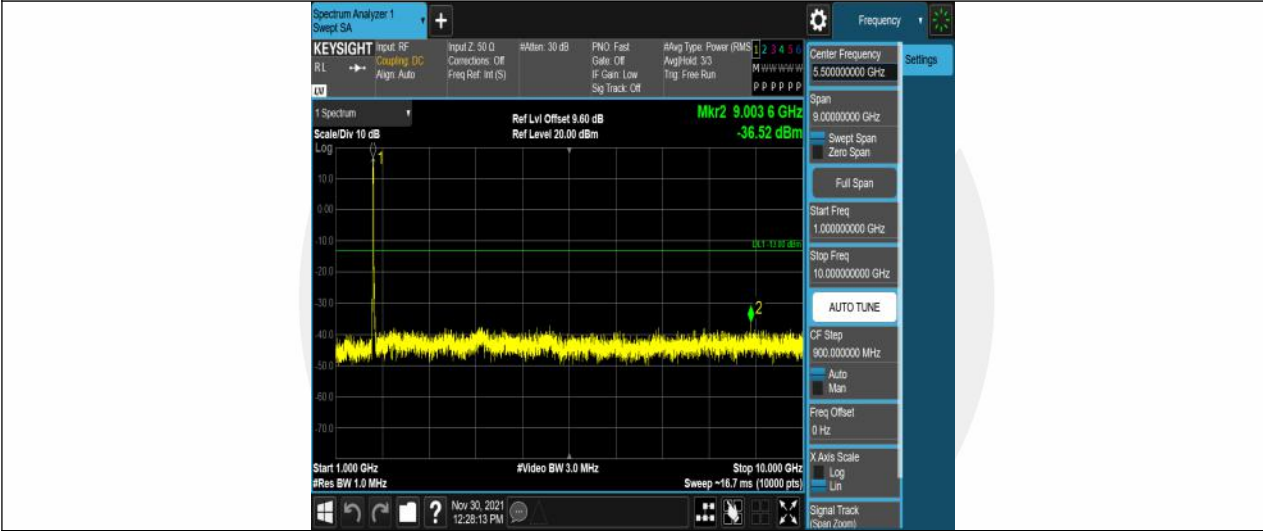 Spectrum Analyzer 1
Swept SA
+
Frequency
KEYSIGHT
Input: RF
Coupling: DC
Align: Auto
RL
LV
Input Z: 50 Ω
Corrections: Off
Freq Ref: Int (S)
#Atten: 30 dB
PNO: Fast
Gate: Off
IF Gain: Low
Sig Track: Off
#Avg Type: Power (RMS
Avg|Hold: 3/3
Trig: Free Run
1 2 3 4 5 6
M W W W W W
P P P P P P
Center Frequency
5.500000000 GHz
Settings
Span
9.00000000 GHz
Swept Span
Zero Span
Full Span
Start Freq
1.000000000 GHz
Stop Freq
10.000000000 GHz
AUTO TUNE
CF Step
900.000000 MHz
Auto
Man
Freq Offset
0 Hz
X Axis Scale
Log
Lin
Signal Track
(Span Zoom)
1 Spectrum
Scale/Div 10 dB
Log
Ref Lvl Offset 9.60 dB
Ref Level 20.00 dBm
Mkr2 9.003 6 GHz
-36.52 dBm
1
10.0
0.00
-10.0
DL1 -13.00 dBm
-20.0
-30.0
2
-40.0
-50.0
-60.0
-70.0
Start 1.000 GHz
#Res BW 1.0 MHz
#Video BW 3.0 MHz
Stop 10.000 GHz
Sweep ~16.7 ms (10000 pts)
?
Nov 30, 2021
12:28:13 PM